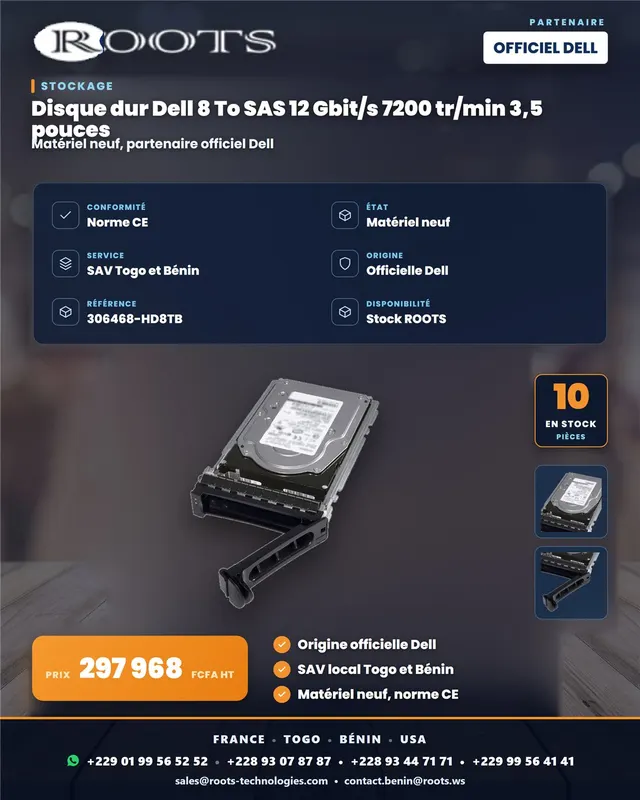 ROOTS
PARTENAIRE
OFFICIEL DELL
STOCKAGE
Disque dur Dell 8 To SAS 12 Gbit/s 7200 tr/min 3,5
pouces
Matériel neuf, partenaire officiel Dell
CONFORMITÉ
Norme CE
ÉTAT
Matériel neuf
SERVICE
SAV Togo et Bénin
ORIGINE
Officielle Dell
RÉFÉRENCE
306468-HD8TB
DISPONIBILITÉ
Stock ROOTS
10
EN STOCK
PIÈCES
PRIX 297 968 FCFA HT
Origine officielle Dell
SAV local Togo et Bénin
Matériel neuf, norme CE
FRANCE • TOGO • BÉNIN • USA
+229 01 99 56 52 52 • +228 93 07 87 87 • +228 93 44 71 71 • +229 99 56 41 41
sales@roots-technologies.com • contact.benin@roots.ws